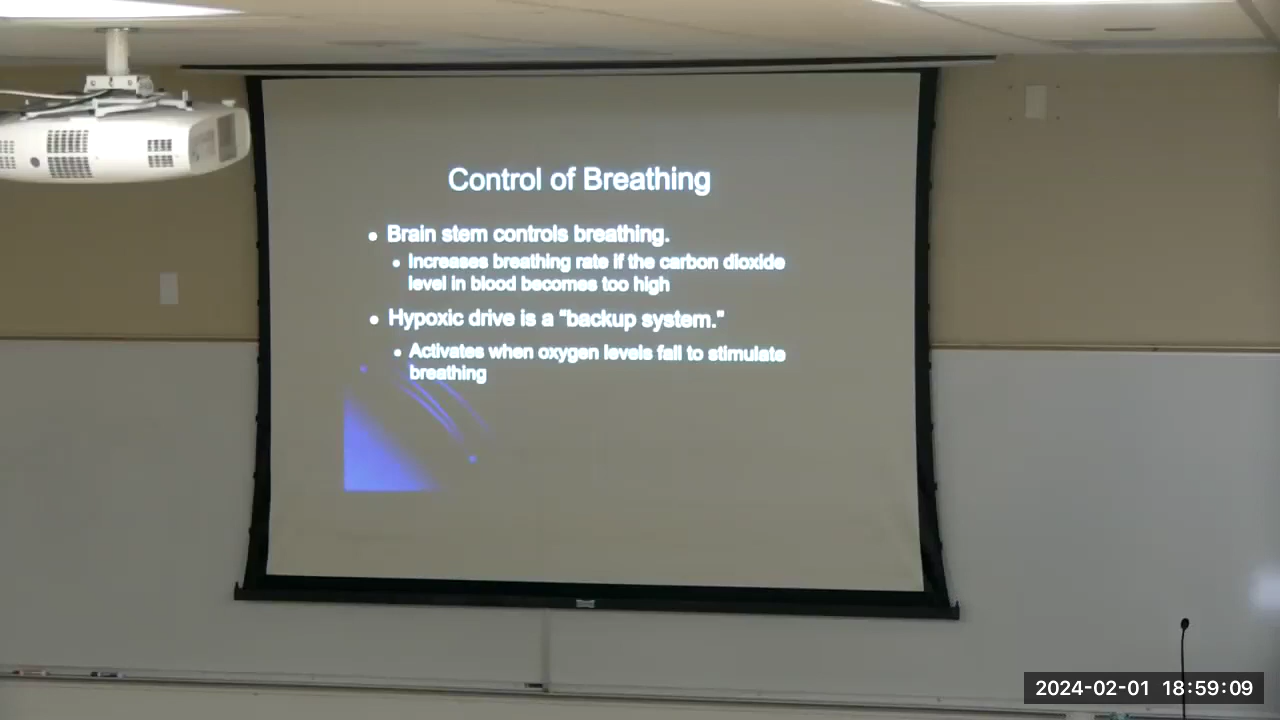 Control of Breathing
• Brain stem controls breathing.
• Increases breathing rate if the carbon dioxide
level in blood becomes too high
• Hypoxic drive is a “backup system.”
• Activates when oxygen levels fall to stimulate
breathing
2024-02-01 18:59:09